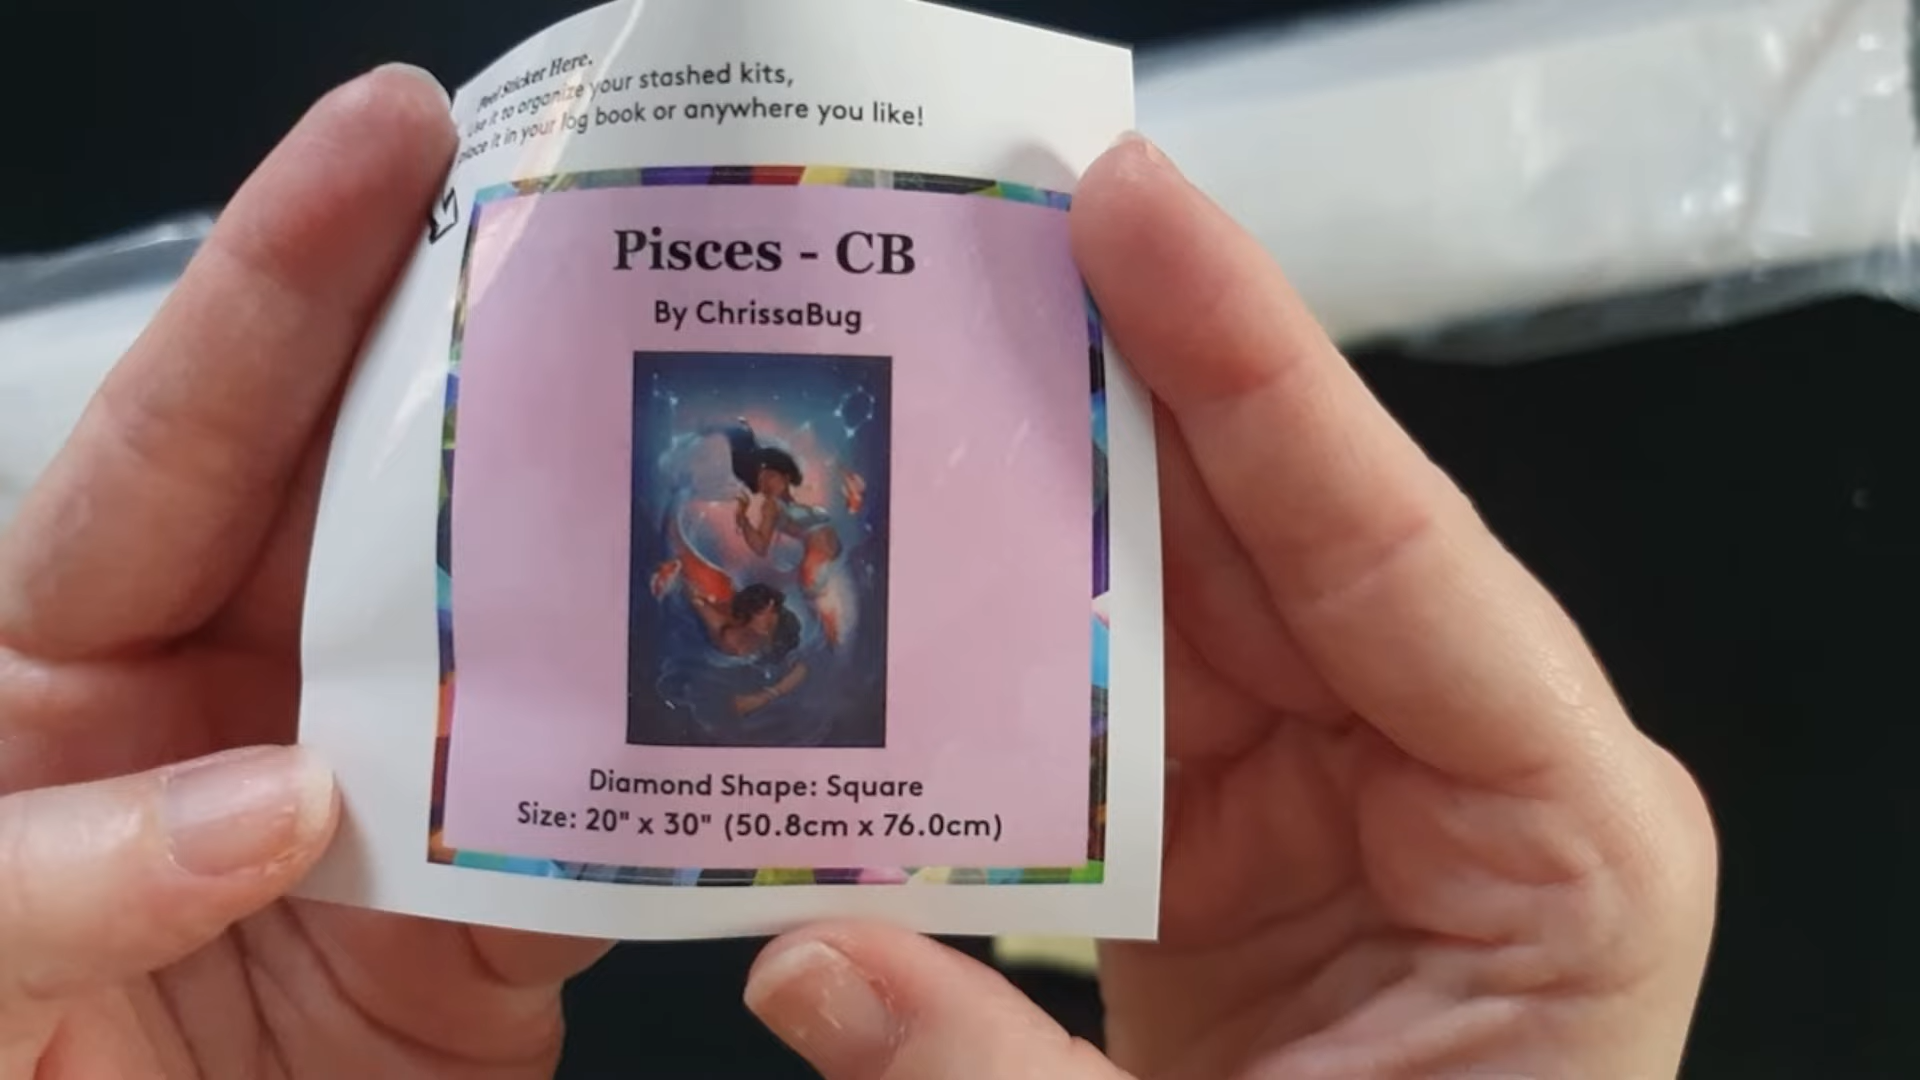 Peel Sticker Here.
Use it to organize your stashed kits,
place it in your log book or anywhere you like!
Pisces - CB
By ChrissaBug
Diamond Shape: Square
Size: 20" x 30" (50.8cm x 76.0cm)